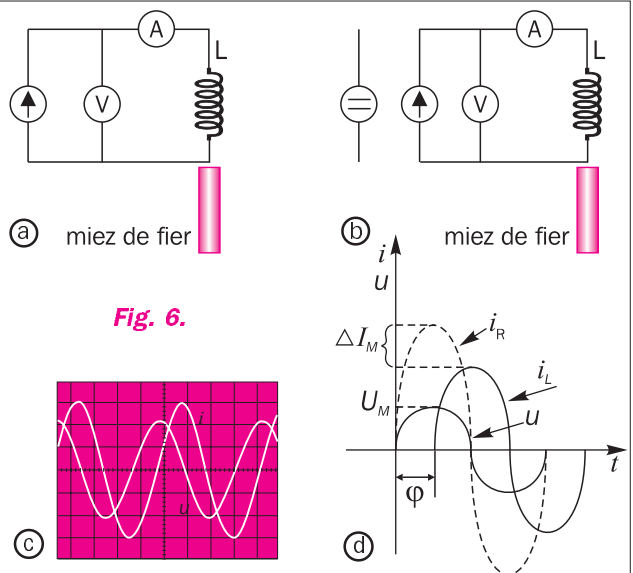 A
L
V
a
miez de fier
A
L
V
b
miez de fier
Fig. 6.
i
u
c
i
u
ΔI_M
i_R
U_M
i_L
u
t
φ
d